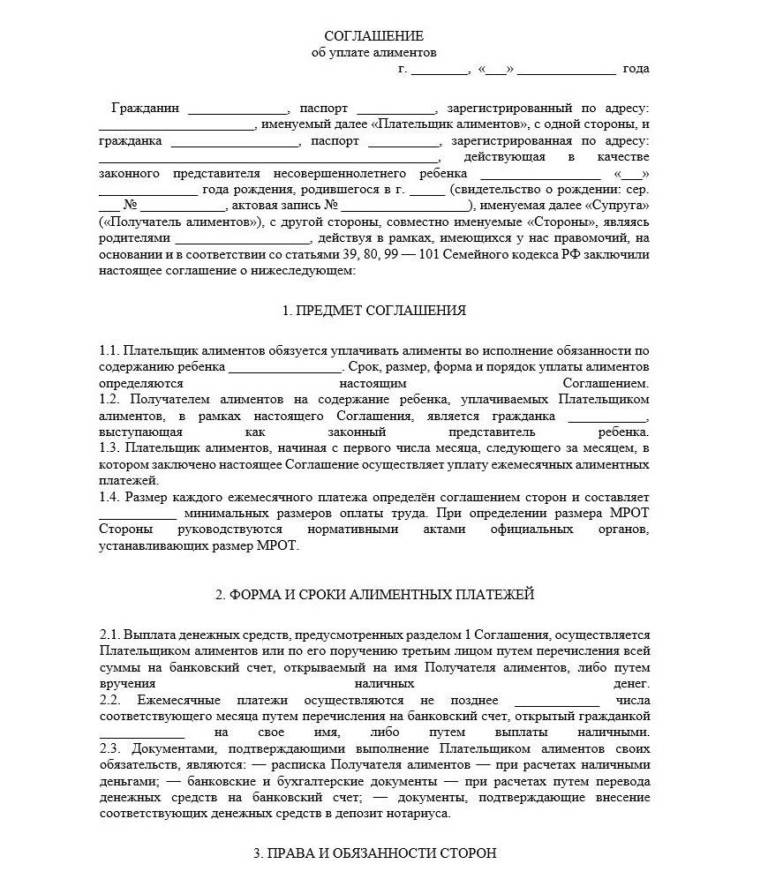 СОГЛАШЕНИЕ
об уплате алиментов
г. ________, «___» ______________ года
Гражданин ______________, паспорт ___________, зарегистрированный по адресу:
______________________, именуемый далее «Плательщик алиментов», с одной стороны, и
гражданка __________________, паспорт __________, зарегистрированная по адресу:
________________________________________________, действующая в качестве
законного представителя несовершеннолетнего ребенка _________________ «___»
______________ года рождения, родившегося в г. _____ (свидетельство о рождении: сер.
___ № ____________, актовая запись № __________________), именуемая далее «Супруга»
(«Получатель алиментов»), с другой стороны, совместно именуемые «Стороны», являясь
родителями ___________________, действуя в рамках, имеющихся у нас правомочий, на
основании и в соответствии со статьями 39, 80, 99 — 101 Семейного кодекса РФ заключили
настоящее соглашение о нижеследующем:
1. ПРЕДМЕТ СОГЛАШЕНИЯ
1.1. Плательщик алиментов обязуется уплачивать алименты во исполнение обязанности по
содержанию ребенка ________________. Срок, размер, форма и порядок уплаты алиментов
определяются настоящим Соглашением.
1.2. Получателем алиментов на содержание ребенка, уплачиваемых Плательщиком
алиментов, в рамках настоящего Соглашения, является гражданка ___________,
выступающая как законный представитель ребенка.
1.3. Плательщик алиментов, начиная с первого числа месяца, следующего за месяцем, в
котором заключено настоящее Соглашение осуществляет уплату ежемесячных алиментных
платежей.
1.4. Размер каждого ежемесячного платежа определён соглашением сторон и составляет
___________ минимальных размеров оплаты труда. При определении размера МРОТ
Стороны руководствуются нормативными актами официальных органов,
устанавливающих размер МРОТ.
2. ФОРМА И СРОКИ АЛИМЕНТНЫХ ПЛАТЕЖЕЙ
2.1. Выплата денежных средств, предусмотренных разделом 1 Соглашения, осуществляется
Плательщиком алиментов или по его поручению третьим лицом путем перечисления всей
суммы на банковский счет, открываемый на имя Получателя алиментов, либо путем
вручения наличных денег.
2.2. Ежемесячные платежи осуществляются не позднее ____________ числа
соответствующего месяца путем перечисления на банковский счет, открытый гражданкой
____________ на свое имя, либо путем выплаты наличными.
2.3. Документами, подтверждающими выполнение Плательщиком алиментов своих
обязательств, являются: — расписка Получателя алиментов — при расчетах наличными
деньгами; — банковские и бухгалтерские документы — при расчетах путем перевода
денежных средств на банковский счет; — документы, подтверждающие внесение
соответствующих денежных средств в депозит нотариуса.
3. ПРАВА И ОБЯЗАННОСТИ СТОРОН